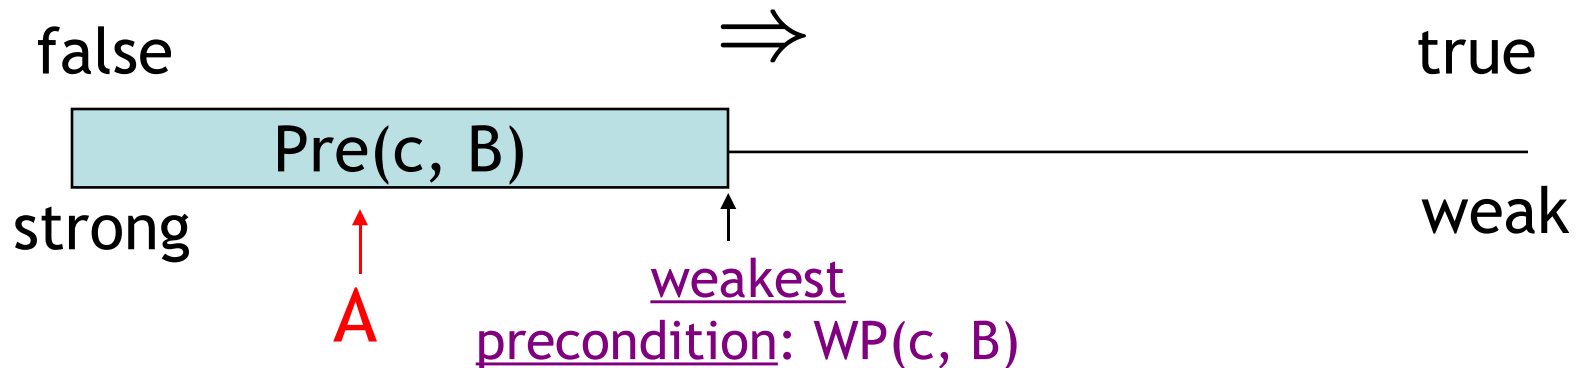 false ⇒ true
Pre(c, B)
strong weak
A
weakest
precondition: WP(c, B)